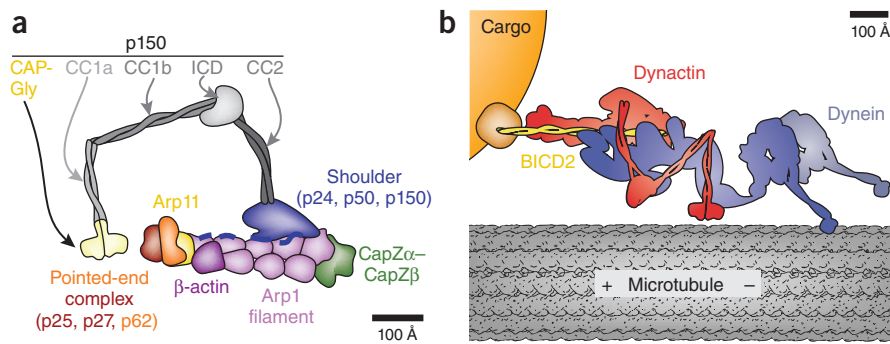 a
p150
CAP-
Gly
CC1a
CC1b
ICD
CC2
Shoulder
(p24, p50, p150)
Arp11
CapZα–
CapZβ
Pointed-end
complex
(p25, p27, p62)
β-actin
Arp1
filament
100 Å
b
100 Å
Cargo
Dynactin
Dynein
BICD2
+ Microtubule –